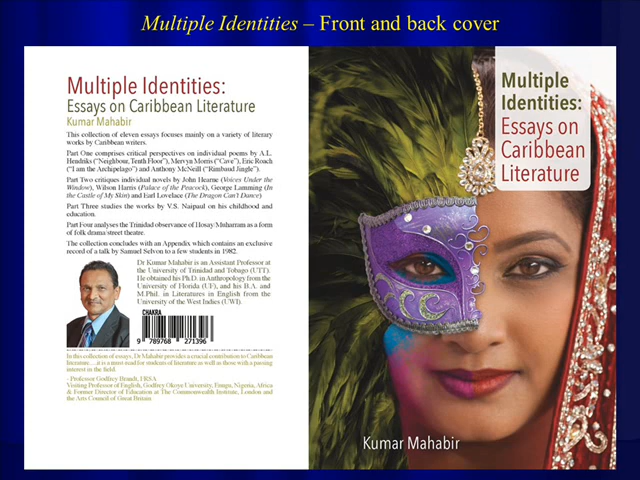 Multiple Identities – Front and back cover
Multiple Identities:
Essays on Caribbean Literature
Kumar Mahabir
This collection of eleven essays focuses mainly on a variety of literary
works by Caribbean writers.
Part One comprises critical perspectives on individual poems by A.L.
Hendriks ("Neighbour, Tenth Floor"), Mervyn Morris ("Cave"), Eric Roach
("I am the Archipelago") and Anthony McNeill ("Rimbaud Jingle").
Part Two critiques individual novels by John Hearne (Voices Under the
Window), Wilson Harris (Palace of the Peacock), George Lamming (In
the Castle of My Skin) and Earl Lovelace (The Dragon Can't Dance)
Part Three studies the works by V.S. Naipaul on his childhood and
education.
Part Four analyses the Trinidad observance of Hosay/Muharram as a form
of folk drama/street theatre.
The collection concludes with an Appendix which contains an exclusive
record of a talk by Samuel Selvon to a few students in 1982.
Dr Kumar Mahabir is an Assistant Professor at
the University of Trinidad and Tobago (UTT).
He obtained his Ph.D. in Anthropology from the
University of Florida (UF), and his B.A. and
M.Phil. in Literatures in English from the
University of the West Indies (UWI).
CHAKRA
9 789768 271396
In this collection of essays, Dr Mahabir provides a crucial contribution to Caribbean
literature….it is a must read for students of literature as well as those with a passing
interest in the field.
- Professor Godfrey Brandt, FRSA
Visiting Professor of English, Godfrey Okoye University, Enugu, Nigeria, Africa
& Former Director of Education at The Commonwealth Institute, London and
the Arts Council of Great Britain.
Multiple
Identities:
Essays on
Caribbean
Literature
Kumar Mahabir